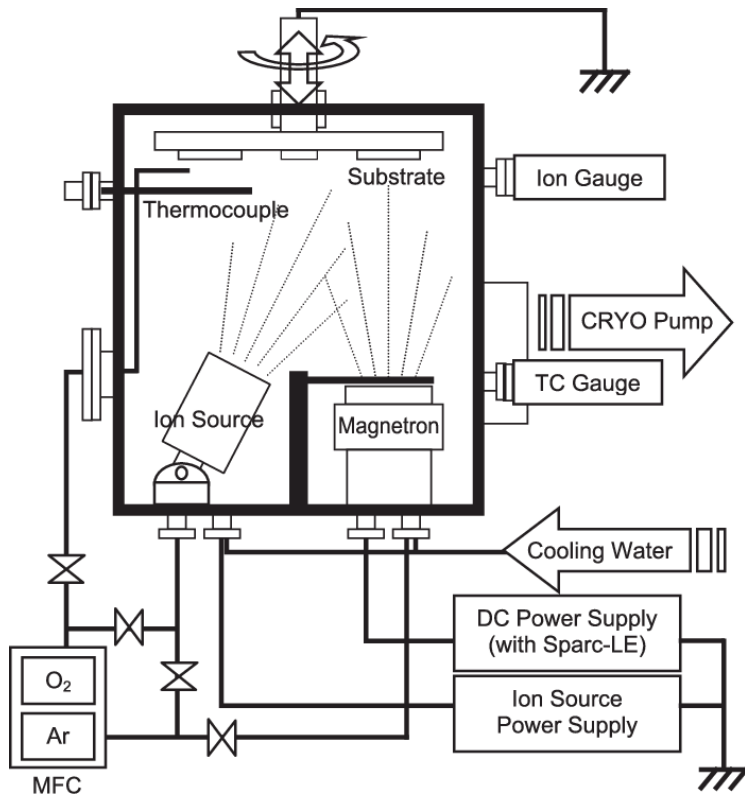 Substrate
Ion Gauge
Thermocouple
CRYO Pump
TC Gauge
Ion Source
Magnetron
Cooling Water
DC Power Supply
(with Sparc-LE)
O₂
Ion Source
Power Supply
Ar
MFC